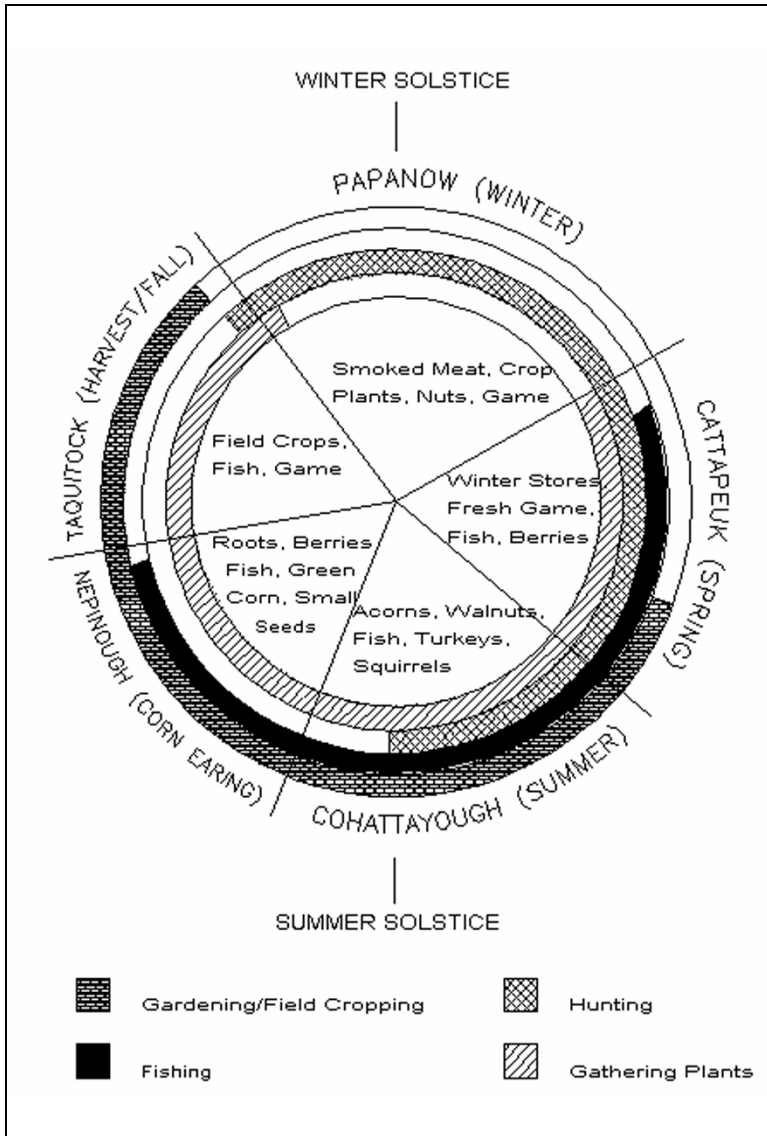 WINTER SOLSTICE
PAPANOW (WINTER)
TAQUITOCK (HARVEST/FALL)
CATTAPEUK (SPRING)
NEPINOUGH (CORN EARING)
COHATTAYOUGH (SUMMER)
Smoked Meat, Crop
Plants, Nuts, Game
Field Crops,
Fish, Game
Winter Stores
Fresh Game,
Fish, Berries
Roots, Berries
Fish, Green
Corn, Small
Seeds
Acorns, Walnuts,
Fish, Turkeys,
Squirrels
SUMMER SOLSTICE
Gardening/Field Cropping
Hunting
Fishing
Gathering Plants